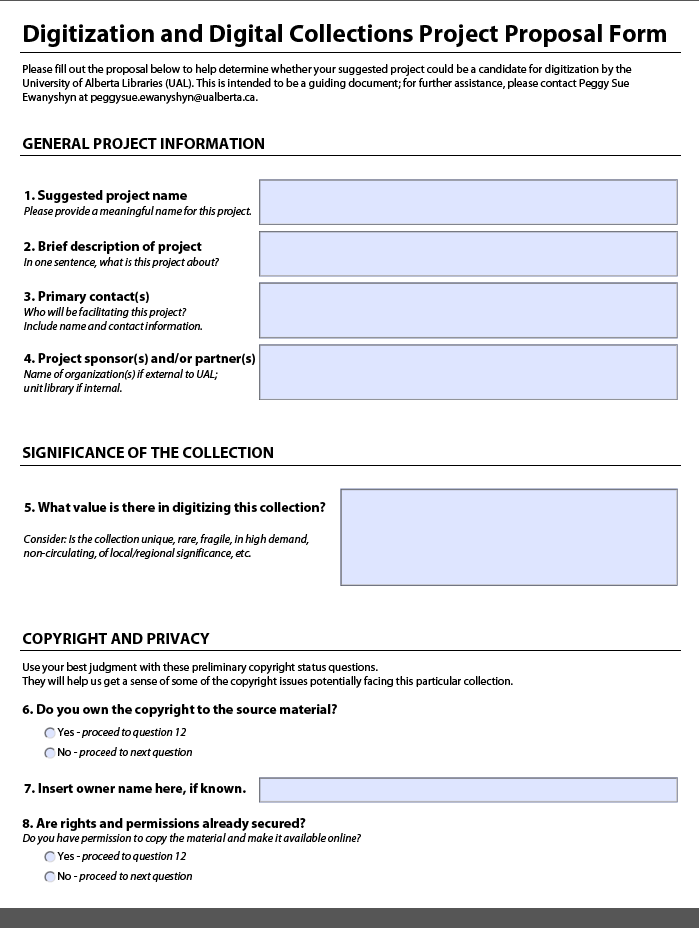 Digitization and Digital Collections Project Proposal Form
Please fill out the proposal below to help determine whether your suggested project could be a candidate for digitization by the
University of Alberta Libraries (UAL). This is intended to be a guiding document; for further assistance, please contact Peggy Sue
Ewanyshyn at peggysue.ewanyshyn@ualberta.ca.
GENERAL PROJECT INFORMATION
1. Suggested project name
Please provide a meaningful name for this project.
2. Brief description of project
In one sentence, what is this project about?
3. Primary contact(s)
Who will be facilitating this project?
Include name and contact information.
4. Project sponsor(s) and/or partner(s)
Name of organization(s) if external to UAL;
unit library if internal.
SIGNIFICANCE OF THE COLLECTION
5. What value is there in digitizing this collection?
Consider: Is the collection unique, rare, fragile, in high demand,
non-circulating, of local/regional significance, etc.
COPYRIGHT AND PRIVACY
Use your best judgment with these preliminary copyright status questions.
They will help us get a sense of some of the copyright issues potentially facing this particular collection.
6. Do you own the copyright to the source material?
Yes - proceed to question 12
No - proceed to next question
7. Insert owner name here, if known.
8. Are rights and permissions already secured?
Do you have permission to copy the material and make it available online?
Yes - proceed to question 12
No - proceed to next question